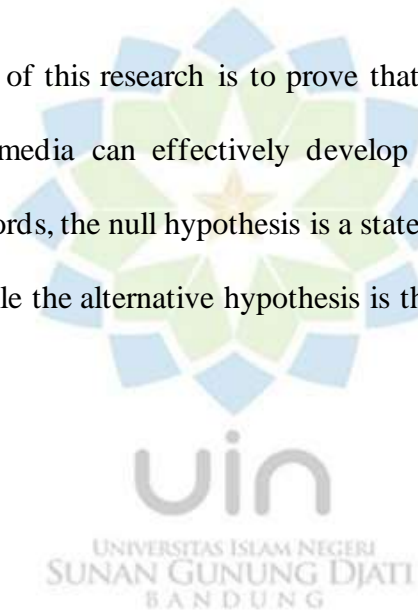 of this research is to prove that
media can effectively develop
ords, the null hypothesis is a state
le the alternative hypothesis is th
uin
UNIVERSITAS ISLAM NEGERI
SUNAN GUNUNG DJATI
BANDUNG